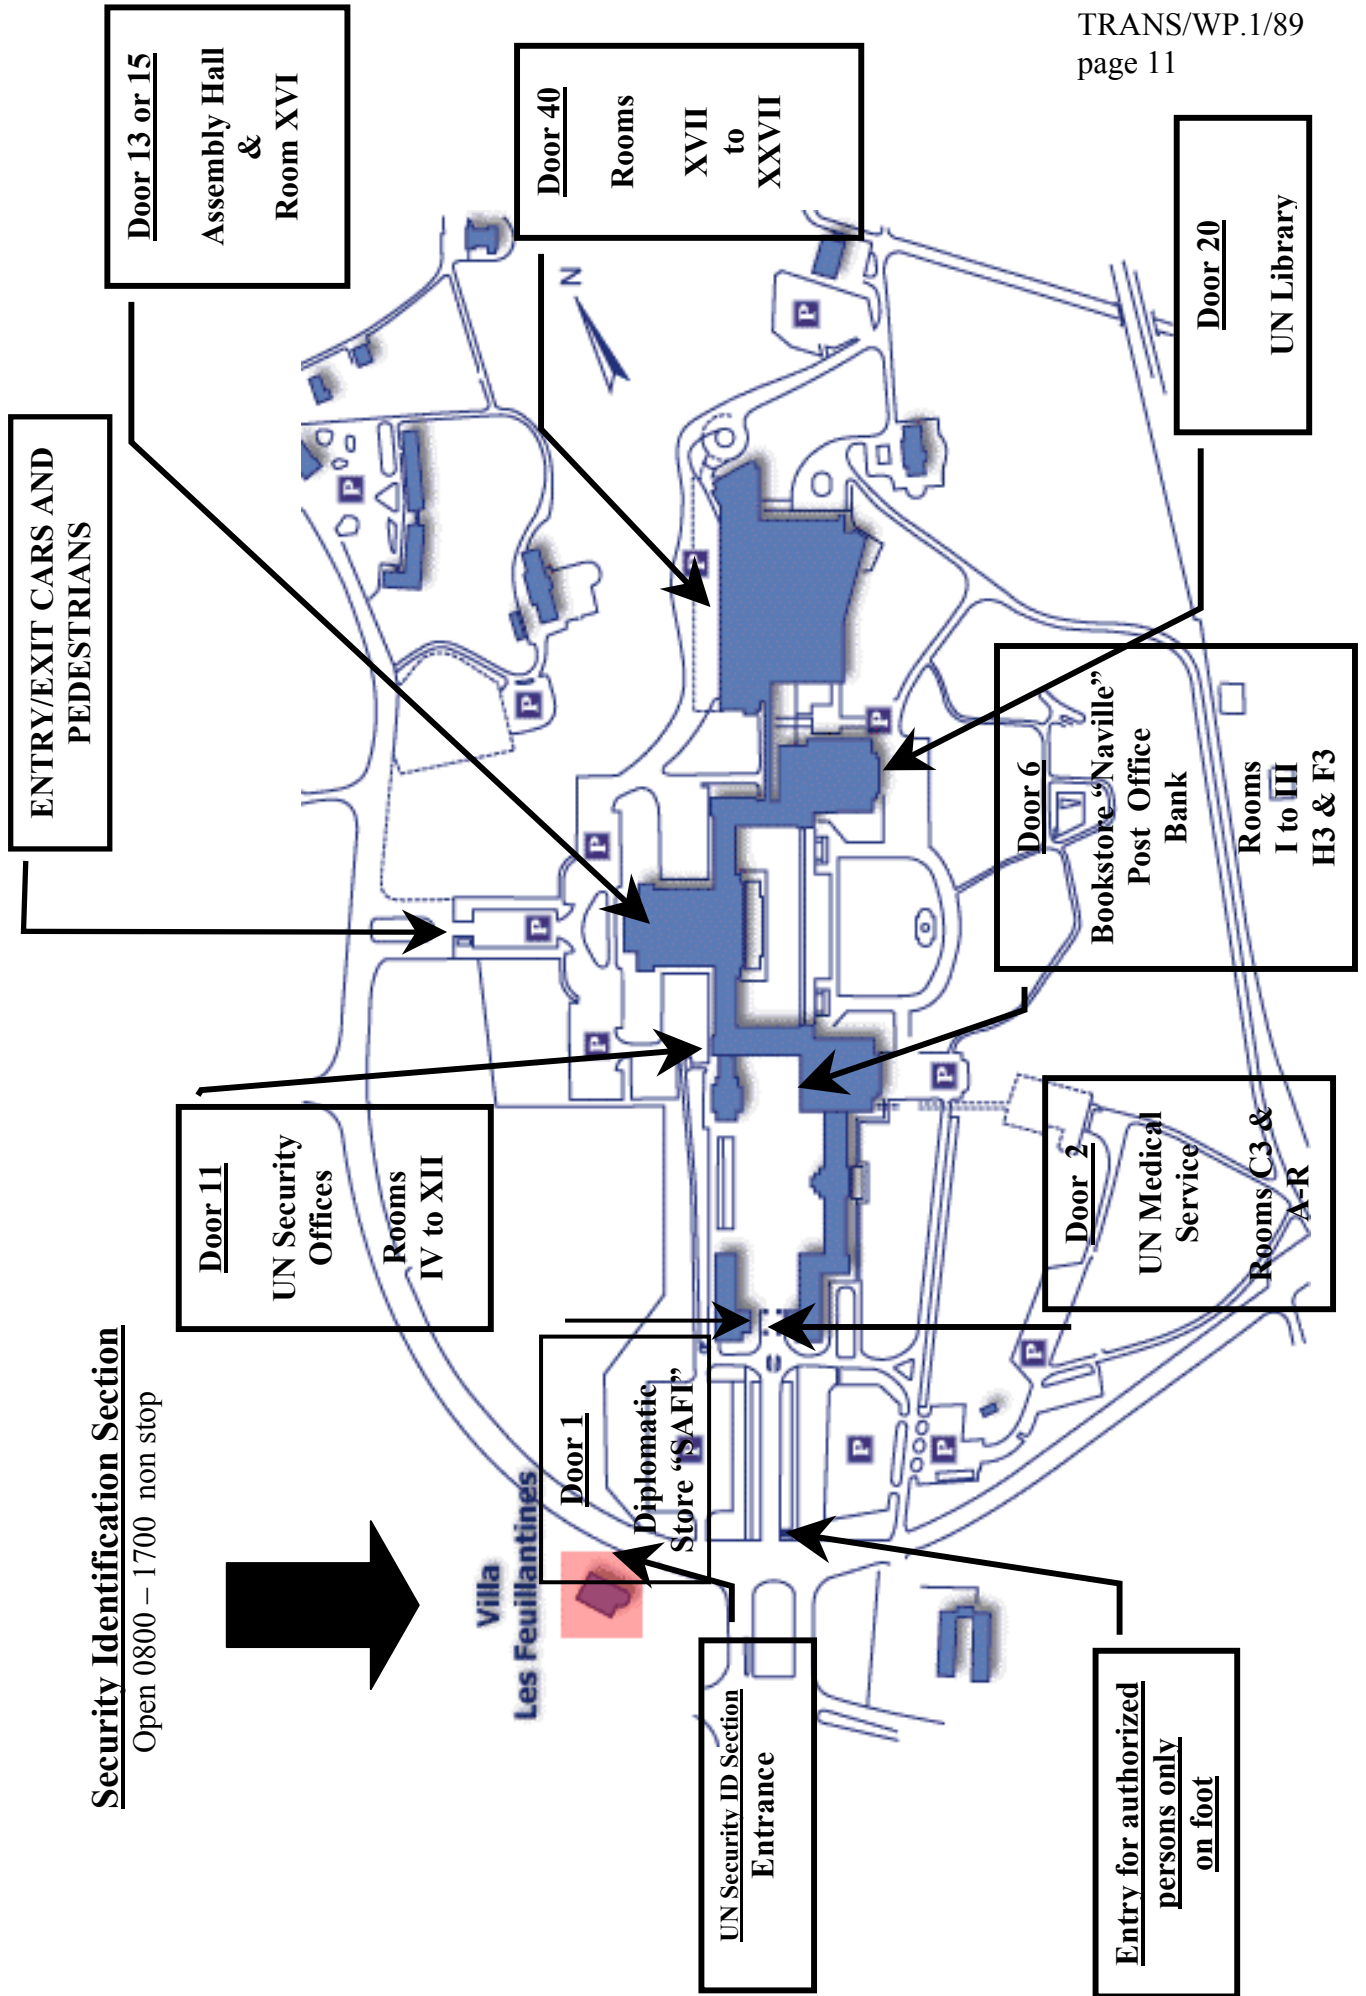 TRANS/WP.1/89
page 11
Security Identification Section
Open 0800 – 1700  non stop
ENTRY/EXIT CARS AND
PEDESTRIANS
Door 13 or 15
Assembly Hall
&
Room XVI
Door 40
Rooms
XVII
to
XXVII
Door 11
UN Security
Offices
Rooms
IV to XII
Door 1
Diplomatic
Store “SAFI”
Villa
Les Feuillantines
N
P
P
P
P
P
P
P
P
P
P
P
P
P
P
UN Security ID Section
Entrance
Entry for authorized
persons only
on foot
Door 2
UN Medical
Service
Rooms C3 &
A-R
Door 6
Bookstore “Naville”
Post  Office
Bank
Rooms
I to III
H3 & F3
Door 20
UN Library